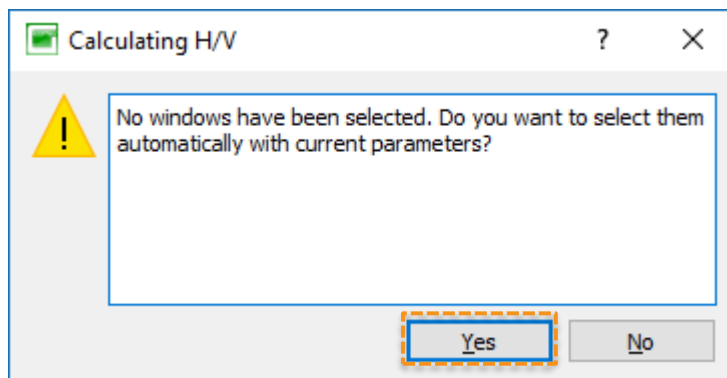 Calculating H/V
?
No windows have been selected. Do you want to select them
automatically with current parameters?
Yes
No